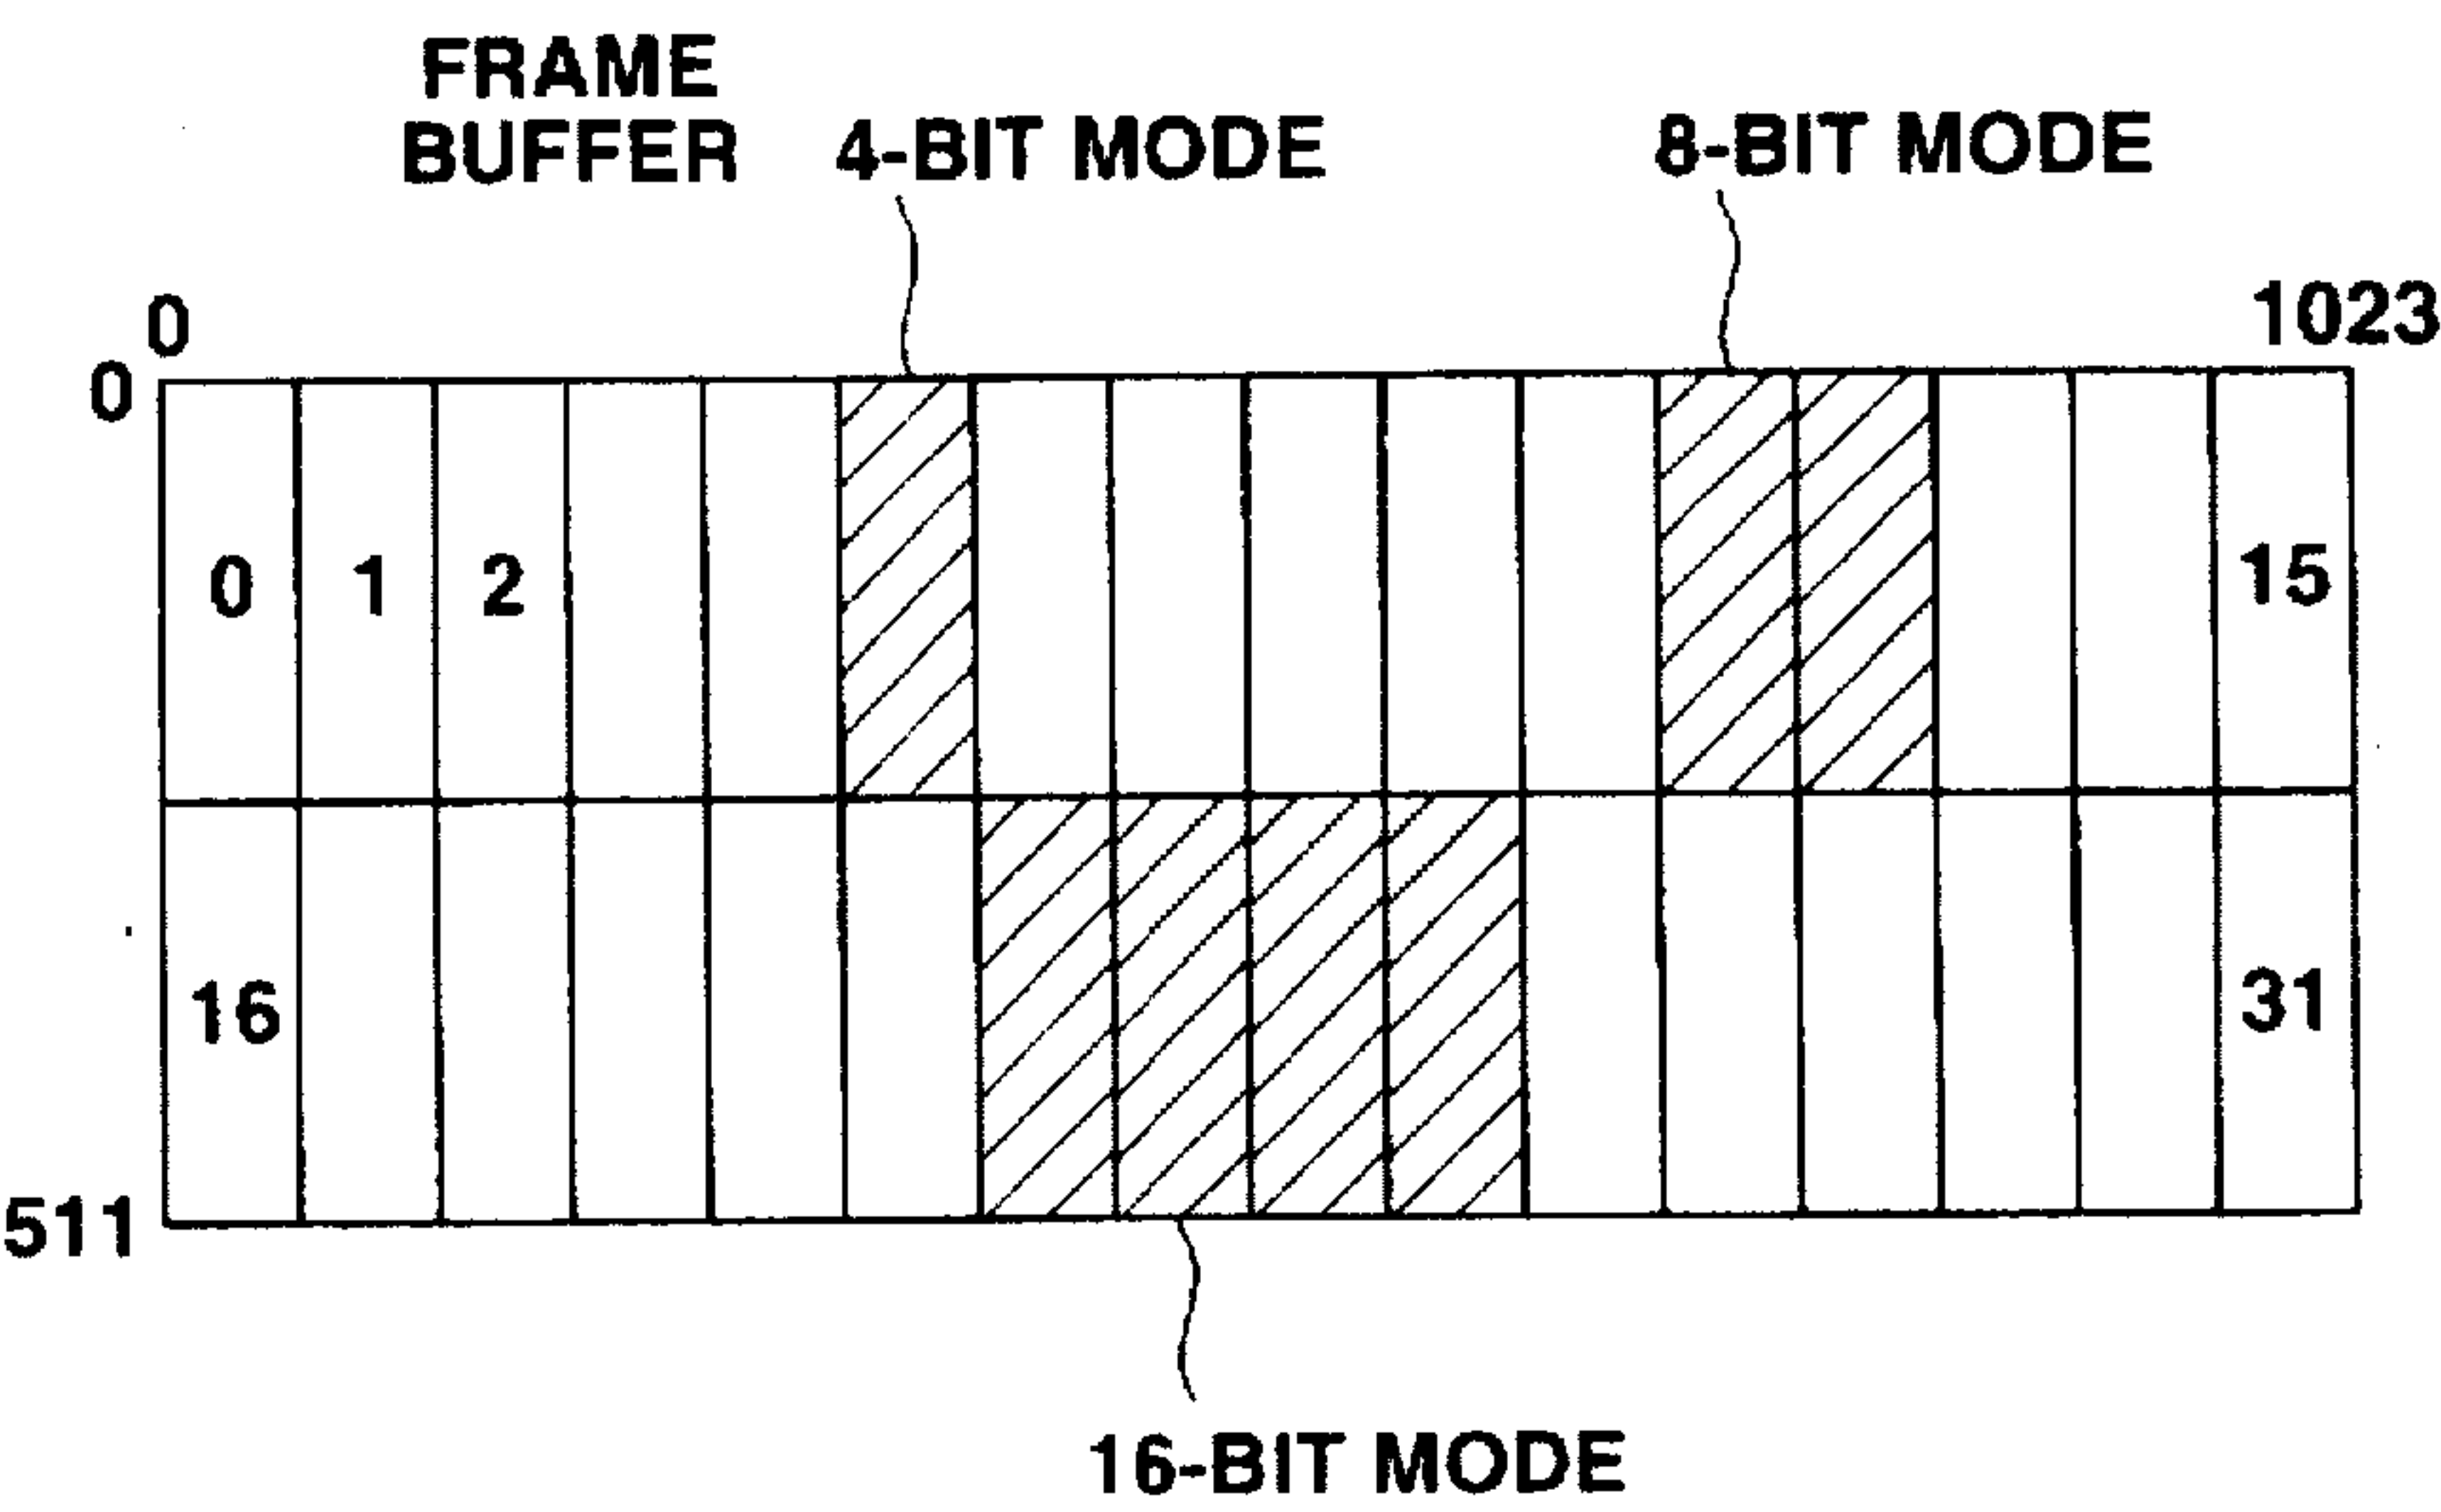 FRAME
BUFFER
4-BIT MODE
8-BIT MODE
0
1023
0
0
1
2
15
16
31
511
16-BIT MODE